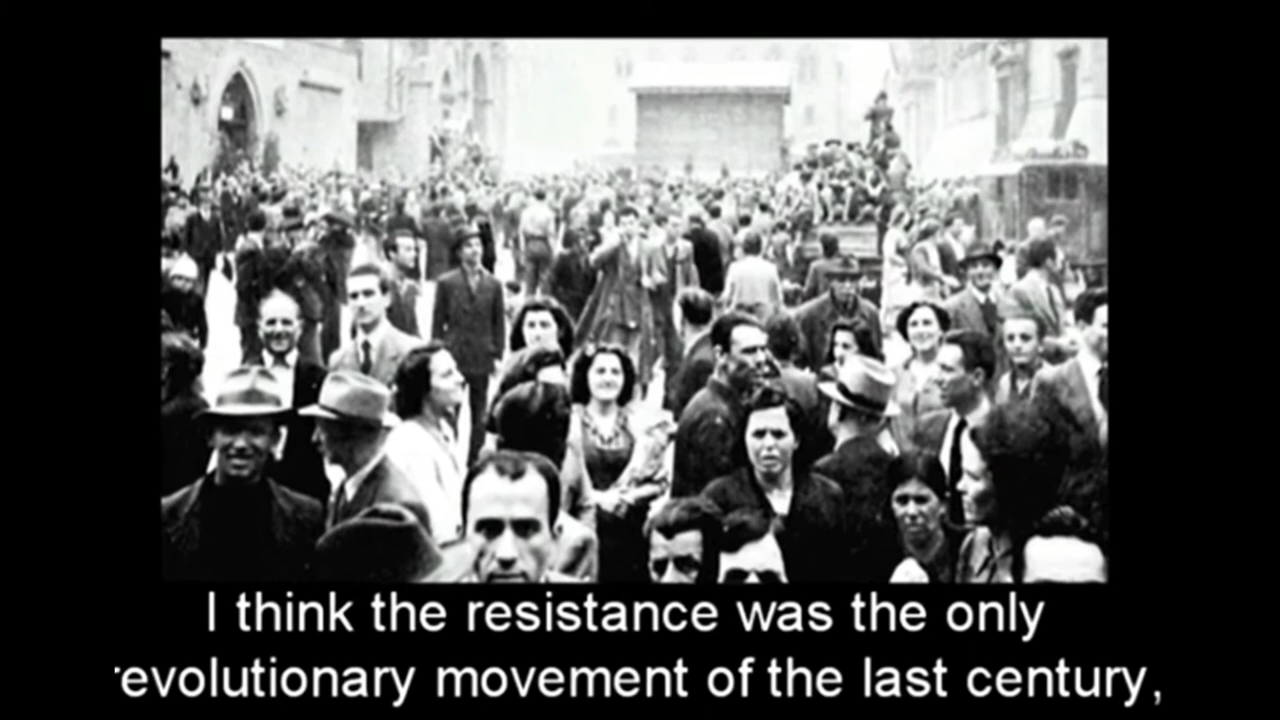 I think the resistance was the only
revolutionary movement of the last century,